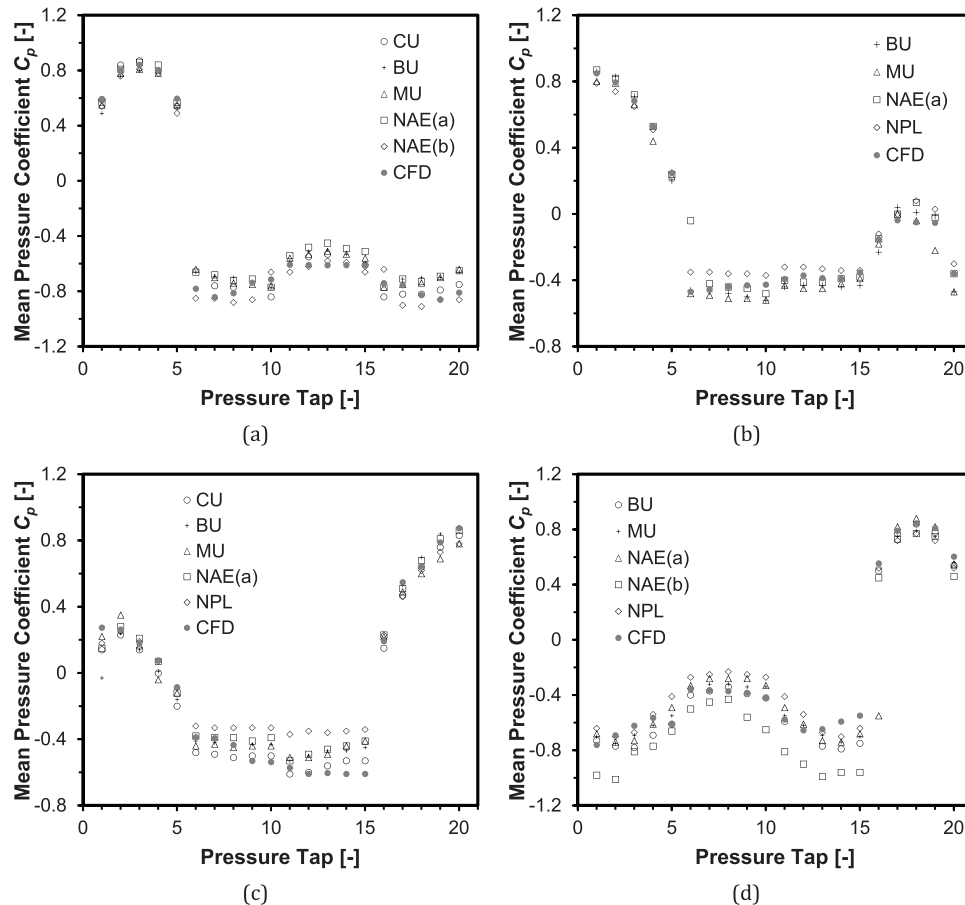 1.2
0.8
0.4
0
-0.4
-0.8
-1.2
Mean Pressure Coefficient Cp [-]
CU
BU
MU
NAE(a)
NAE(b)
CFD
0 5 10 15 20
Pressure Tap [-]
(a)
1.2
0.8
0.4
0
-0.4
-0.8
Mean Pressure Coefficient Cp [-]
BU
MU
NAE(a)
NPL
CFD
0 5 10 15 20
Pressure Tap [-]
(b)
1.2
0.8
0.4
0
-0.4
-0.8
Mean Pressure Coefficient Cp [-]
CU
BU
MU
NAE(a)
NPL
CFD
0 5 10 15 20
Pressure Tap [-]
(c)
1.2
0.8
0.4
0
-0.4
-0.8
-1.2
Mean Pressure Coefficient Cp [-]
BU
MU
NAE(a)
NAE(b)
NPL
CFD
0 5 10 15 20
Pressure Tap [-]
(d)